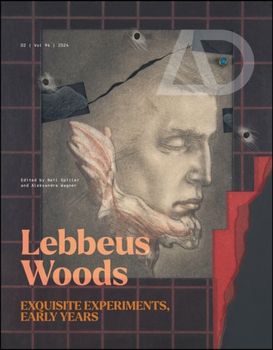 02 | Vol 94 | 2024
AD
Edited by Neil Spiller
and Aleksandra Wagner
Lebbeus
Woods
EXQUISITE EXPERIMENTS,
EARLY YEARS